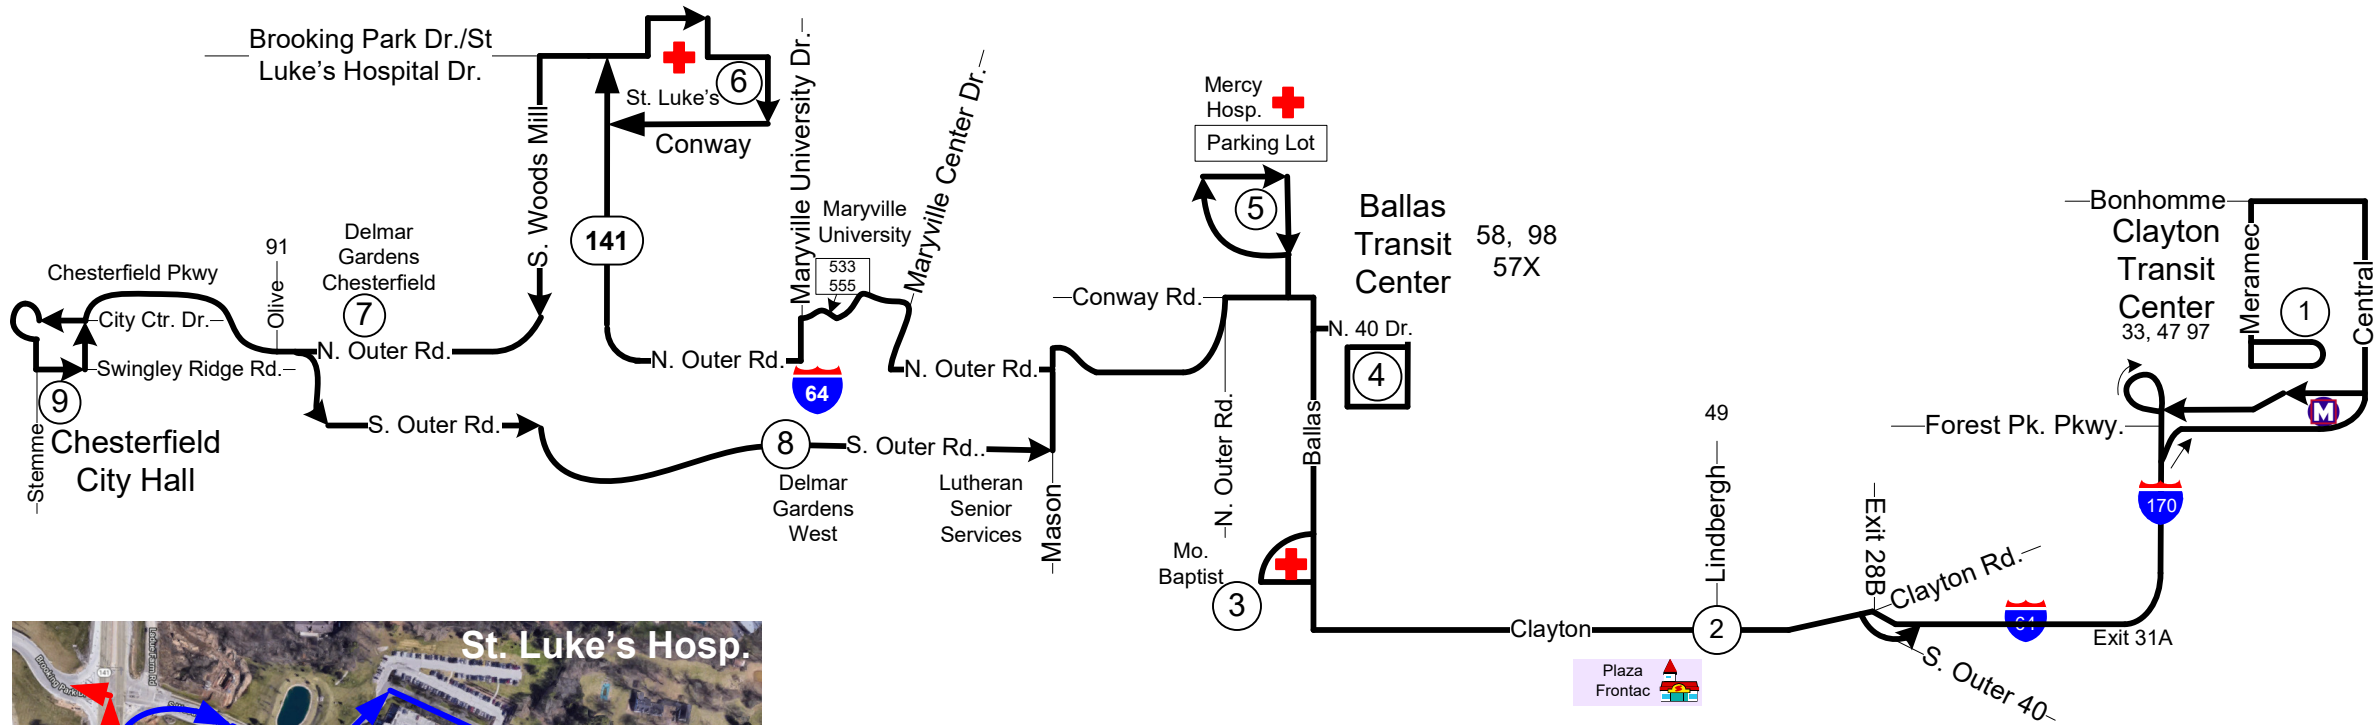 Brooking Park Dr./St
Luke's Hospital Dr.
St. Luke's
6
Conway
S. Woods Mill
141
Maryville University Dr.
Maryville Center Dr.
Maryville
University
533
555
Mercy
Hosp.
Parking Lot
5
Ballas
Transit
Center
58, 98
57X
Bonhomme
Clayton
Transit
Center
33, 47 97
Meramec
1
Central
Chesterfield Pkwy
91
Olive
Delmar
Gardens
Chesterfield
7
City Ctr. Dr.
N. Outer Rd.
Swingley Ridge Rd.
9
Stemme
Chesterfield
City Hall
N. Outer Rd.
64
N. Outer Rd.
Conway Rd.
N. 40 Dr.
4
S. Outer Rd.
8
S. Outer Rd..
Delmar
Gardens
West
Lutheran
Senior
Services
Mason
N. Outer Rd.
Ballas
Mo.
Baptist
3
49
Lindbergh
Clayton
2
Plaza
Frontac
Exit 28B
Clayton Rd.
S. Outer 40
64
Exit 31A
170
Forest Pk. Pkwy.
M
St. Luke's Hosp.
141